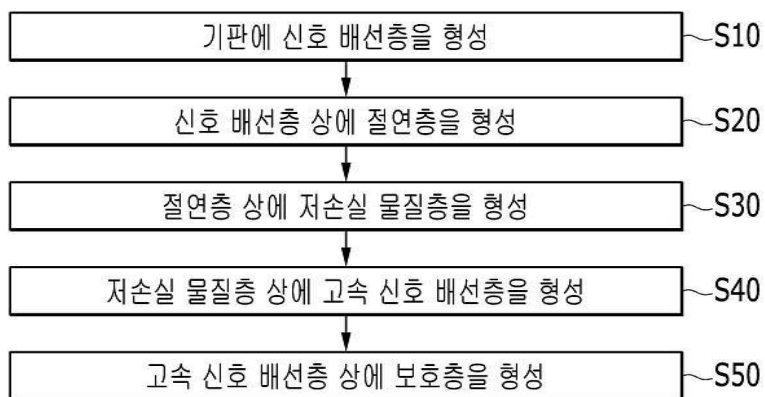 기판에 신호 배선층을 형성 S10
신호 배선층 상에 절연층을 형성 S20
절연층 상에 저손실 물질층을 형성 S30
저손실 물질층 상에 고속 신호 배선층을 형성 S40
고속 신호 배선층 상에 보호층을 형성 S50